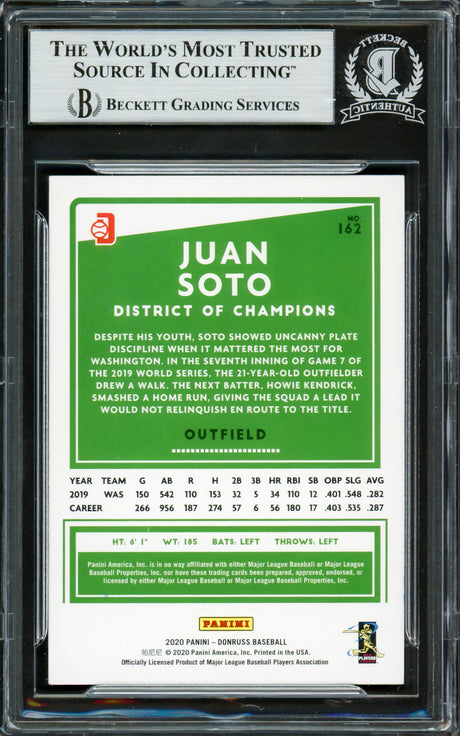 THE WORLD'S MOST TRUSTED
SOURCE IN COLLECTING™
BECKETT GRADING SERVICES
BECKETT
AUTHENTIC
NO.
162
JUAN
SOTO
DISTRICT OF CHAMPIONS
DESPITE HIS YOUTH, SOTO SHOWED UNCANNY PLATE
DISCIPLINE WHEN IT MATTERED THE MOST FOR
WASHINGTON. IN THE SEVENTH INNING OF GAME 7 OF
THE 2019 WORLD SERIES, THE 21-YEAR-OLD OUTFIELDER
DREW A WALK. THE NEXT BATTER, HOWIE KENDRICK,
SMASHED A HOME RUN, GIVING THE SQUAD A LEAD IT
WOULD NOT RELINQUISH EN ROUTE TO THE TITLE.
OUTFIELD
YEAR TEAM G AB R H 2B 3B HR RBI SB OBP SLG AVG
2019 WAS 150 542 110 153 32 5 34 110 12 .401 .548 .282
CAREER 266 956 187 274 57 6 56 180 17 .403 .535 .287
HT: 6' 1" WT: 185 BATS: LEFT THROWS: LEFT
Panini America, Inc. is in no way affiliated with either Major League Baseball or Major League
Baseball Properties, Inc. nor have these trading cards been prepared, approved, endorsed, or
licensed by either Major League Baseball or Major League Baseball Properties, Inc.
PANINI
2020 PANINI – DONRUSS BASEBALL
帕尼尼 © 2020 Panini America, Inc. Printed in the USA.
Officially Licensed Product of Major League Baseball Players Association
PLAYERS